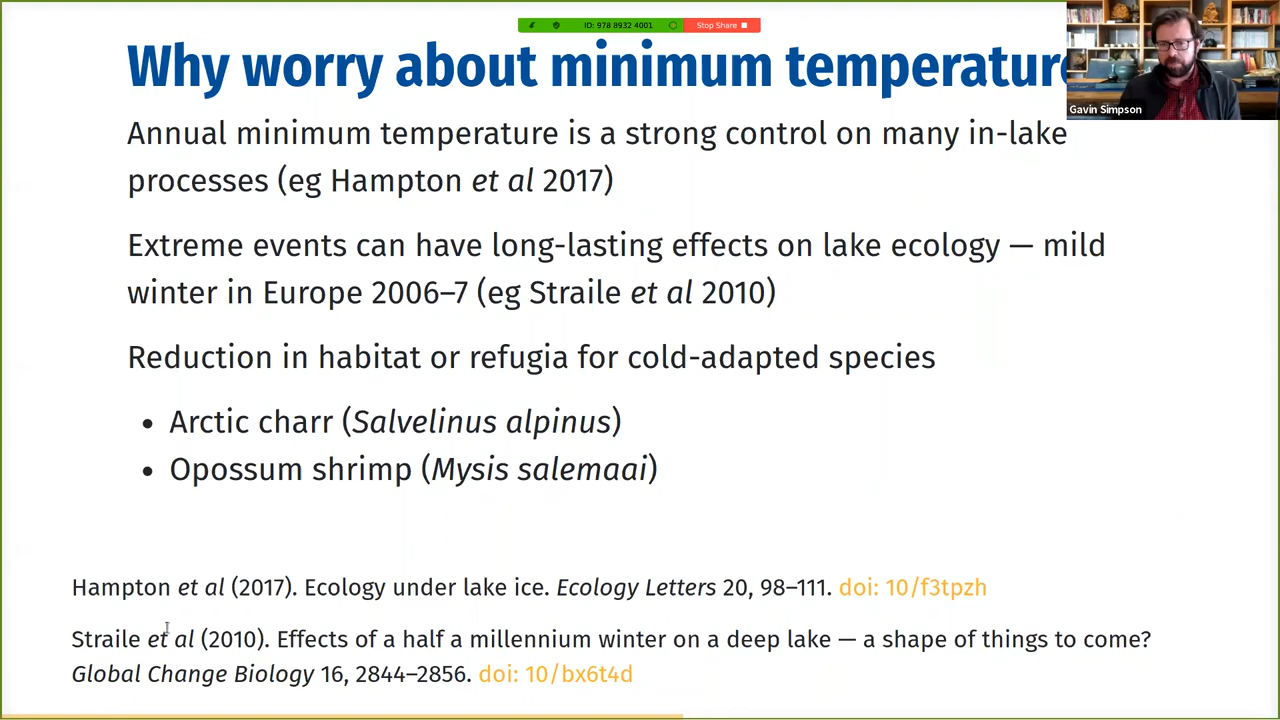 ID: 978 8932 4001
Stop Share
Why worry about minimum temperature
Gavin Simpson
Annual minimum temperature is a strong control on many in-lake
processes (eg Hampton et al 2017)
Extreme events can have long-lasting effects on lake ecology — mild
winter in Europe 2006–7 (eg Straile et al 2010)
Reduction in habitat or refugia for cold-adapted species
• Arctic charr (Salvelinus alpinus)
• Opossum shrimp (Mysis salemaai)
Hampton et al (2017). Ecology under lake ice. Ecology Letters 20, 98–111. doi: 10/f3tpzh
Straile et al (2010). Effects of a half a millennium winter on a deep lake — a shape of things to come?
Global Change Biology 16, 2844–2856. doi: 10/bx6t4d